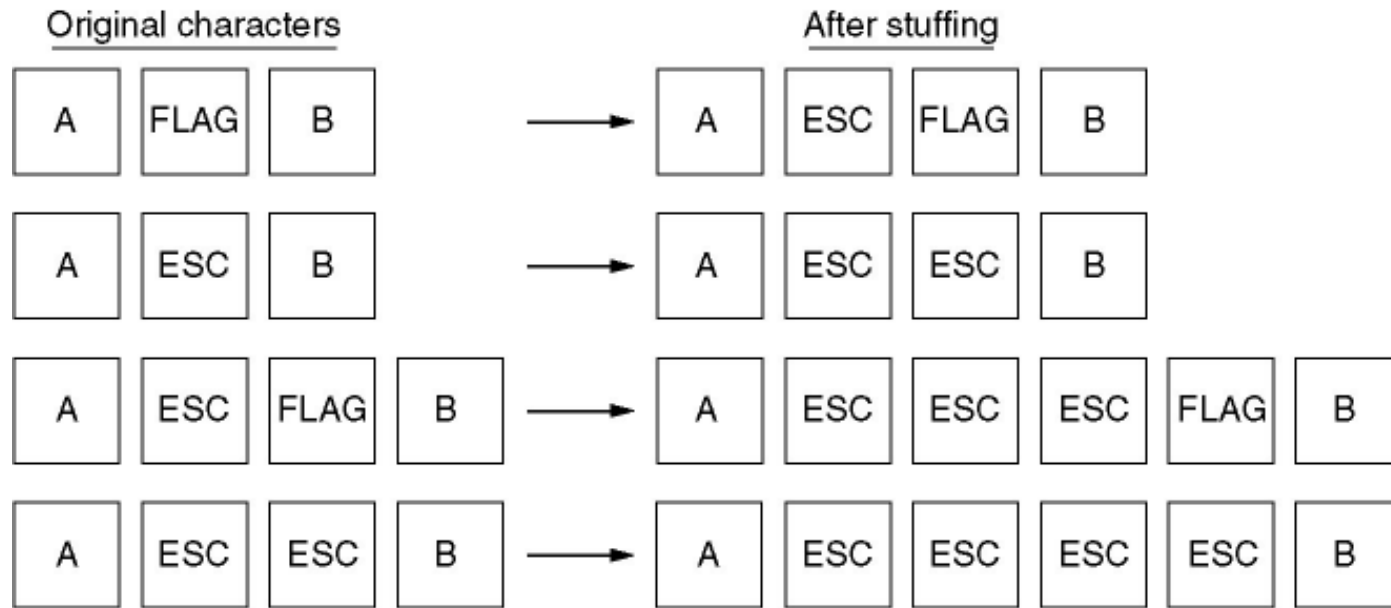 Original characters After stuffing
A FLAG B A ESC FLAG B
A ESC B A ESC ESC B
A ESC FLAG B A ESC ESC ESC FLAG B
A ESC ESC B A ESC ESC ESC ESC B